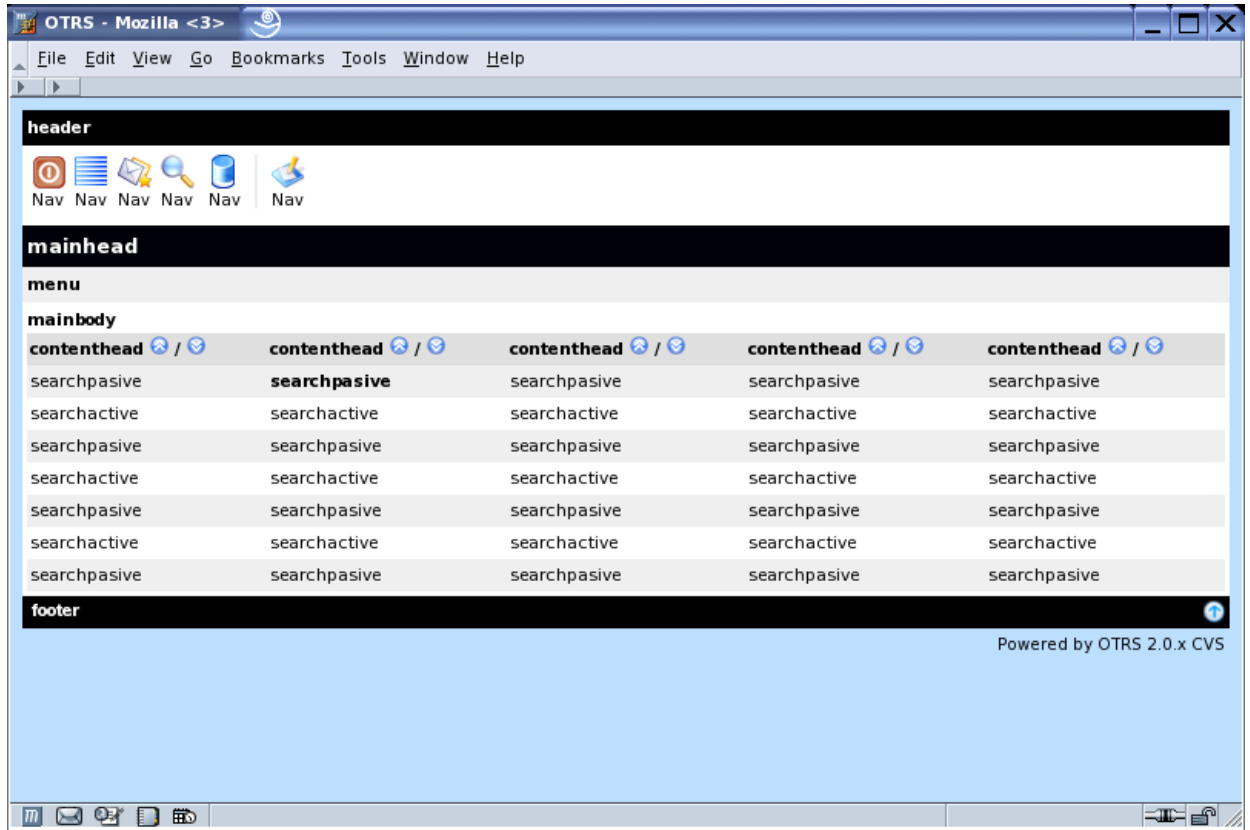 OTRS - Mozilla <3>
File Edit View Go Bookmarks Tools Window Help
header
Nav Nav Nav Nav Nav Nav
mainhead
menu
mainbody
contenthead / contenthead / contenthead / contenthead / contenthead /
searchpasive searchpasive searchpasive searchpasive searchpasive
searchactive searchactive searchactive searchactive searchactive
searchpasive searchpasive searchpasive searchpasive searchpasive
searchactive searchactive searchactive searchactive searchactive
searchpasive searchpasive searchpasive searchpasive searchpasive
searchactive searchactive searchactive searchactive searchactive
searchpasive searchpasive searchpasive searchpasive searchpasive
footer
Powered by OTRS 2.0.x CVS